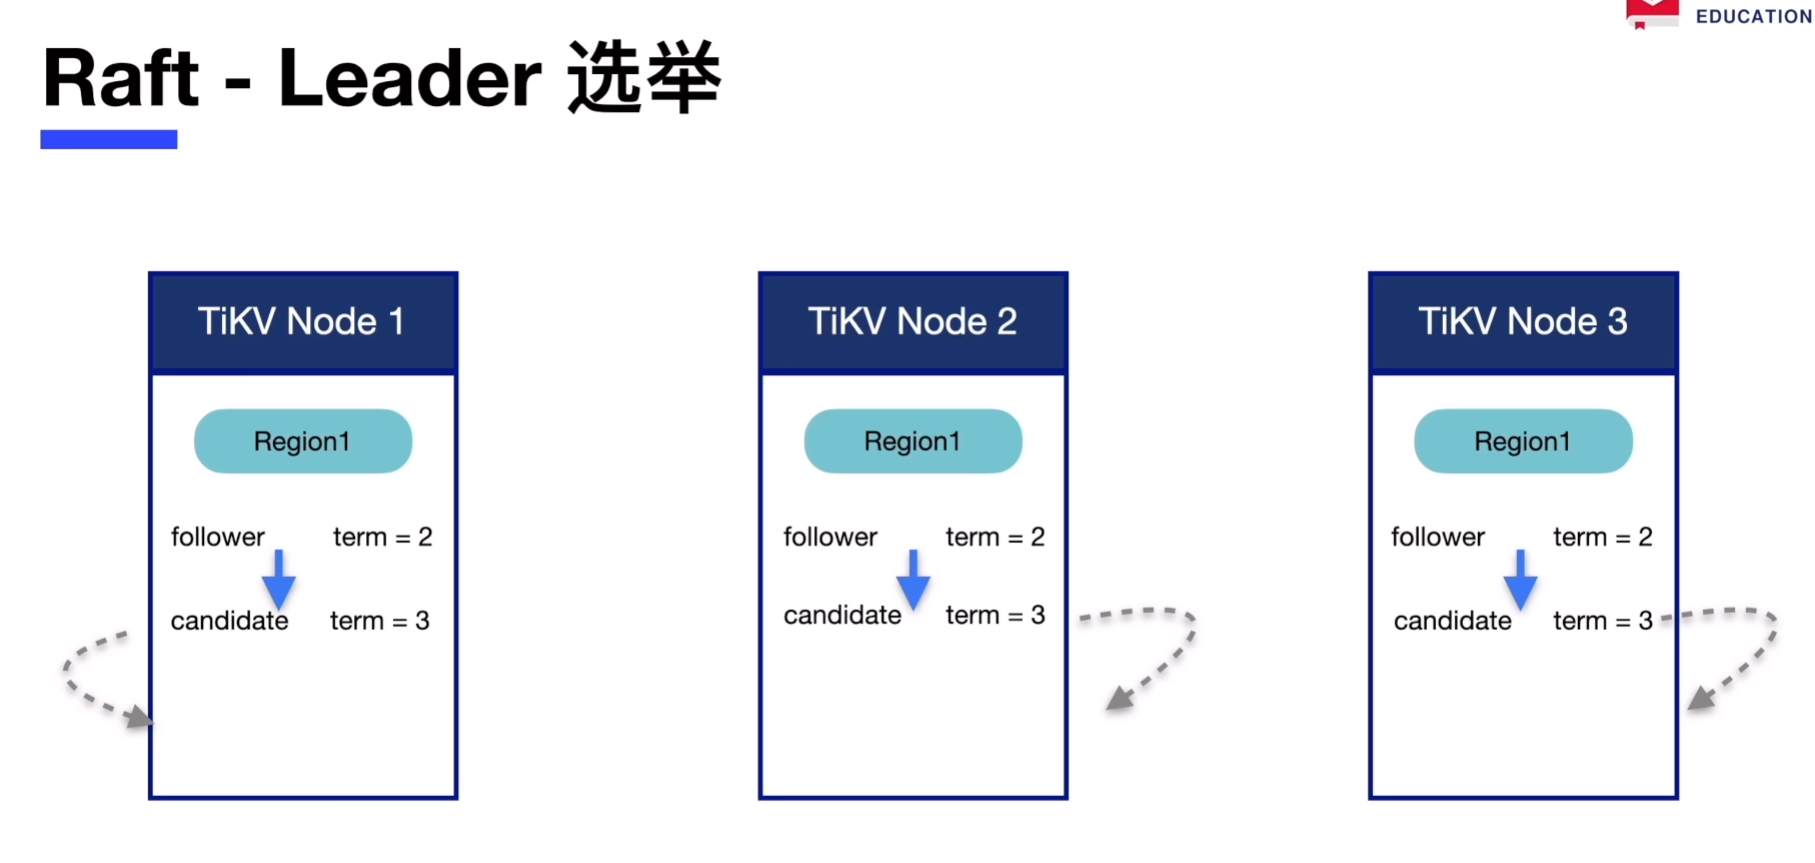 EDUCATION
Raft - Leader 选举
TiKV Node 1
Region1
follower term = 2
candidate term = 3
TiKV Node 2
Region1
follower term = 2
candidate term = 3
TiKV Node 3
Region1
follower term = 2
candidate term = 3